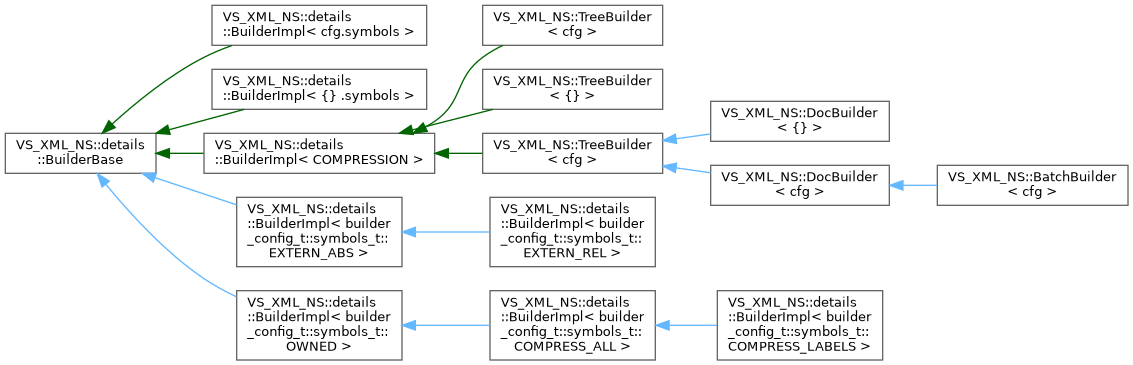 VS_XML_NS::details
::BuilderImpl< cfg.symbols >
VS_XML_NS::TreeBuilder
< cfg >
VS_XML_NS::details
::BuilderImpl< {} .symbols >
VS_XML_NS::TreeBuilder
< {} >
VS_XML_NS::DocBuilder
< {} >
VS_XML_NS::details
::BuilderBase
VS_XML_NS::details
::BuilderImpl< COMPRESSION >
VS_XML_NS::TreeBuilder
< cfg >
VS_XML_NS::DocBuilder
< cfg >
VS_XML_NS::BatchBuilder
< cfg >
VS_XML_NS::details
::BuilderImpl< builder
_config_t::symbols_t::
EXTERN_ABS >
VS_XML_NS::details
::BuilderImpl< builder
_config_t::symbols_t::
EXTERN_REL >
VS_XML_NS::details
::BuilderImpl< builder
_config_t::symbols_t::
OWNED >
VS_XML_NS::details
::BuilderImpl< builder
_config_t::symbols_t::
COMPRESS_ALL >
VS_XML_NS::details
::BuilderImpl< builder
_config_t::symbols_t::
COMPRESS_LABELS >